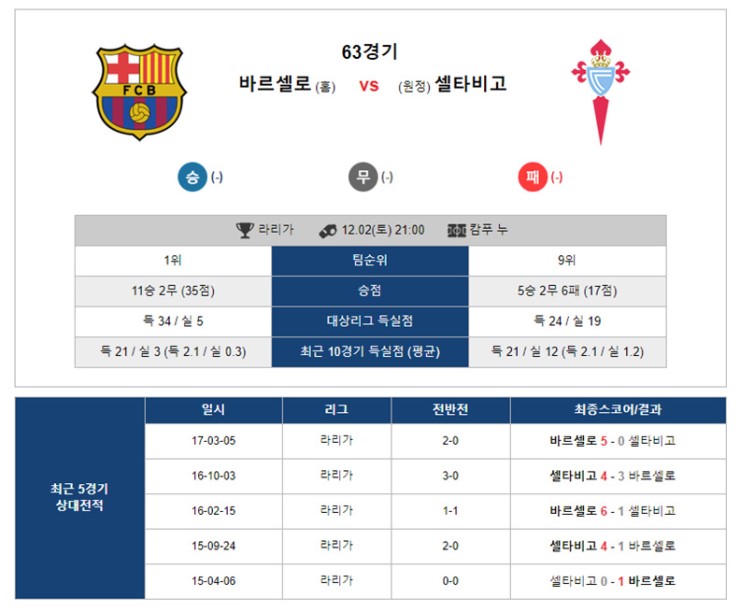 63경기
FCB
바르셀로 (홈) VS (원정) 셀타비고
승 (-) 무 (-) 패 (-)
라리가 12.02(토) 21:00 캄푸 누
1위 팀순위 9위
11승 2무 (35점) 승점 5승 2무 6패 (17점)
득 34 / 실 5 대상리그 득실점 득 24 / 실 19
득 21 / 실 3 (득 2.1 / 실 0.3) 최근 10경기 득실점 (평균) 득 21 / 실 12 (득 2.1 / 실 1.2)
최근 5경기
상대전적
일시 리그 전반전 최종스코어/결과
17-03-05 라리가 2-0 바르셀로 5 - 0 셀타비고
16-10-03 라리가 3-0 셀타비고 4 - 3 바르셀로
16-02-15 라리가 1-1 바르셀로 6 - 1 셀타비고
15-09-24 라리가 2-0 셀타비고 4 - 1 바르셀로
15-04-06 라리가 0-0 셀타비고 0 - 1 바르셀로